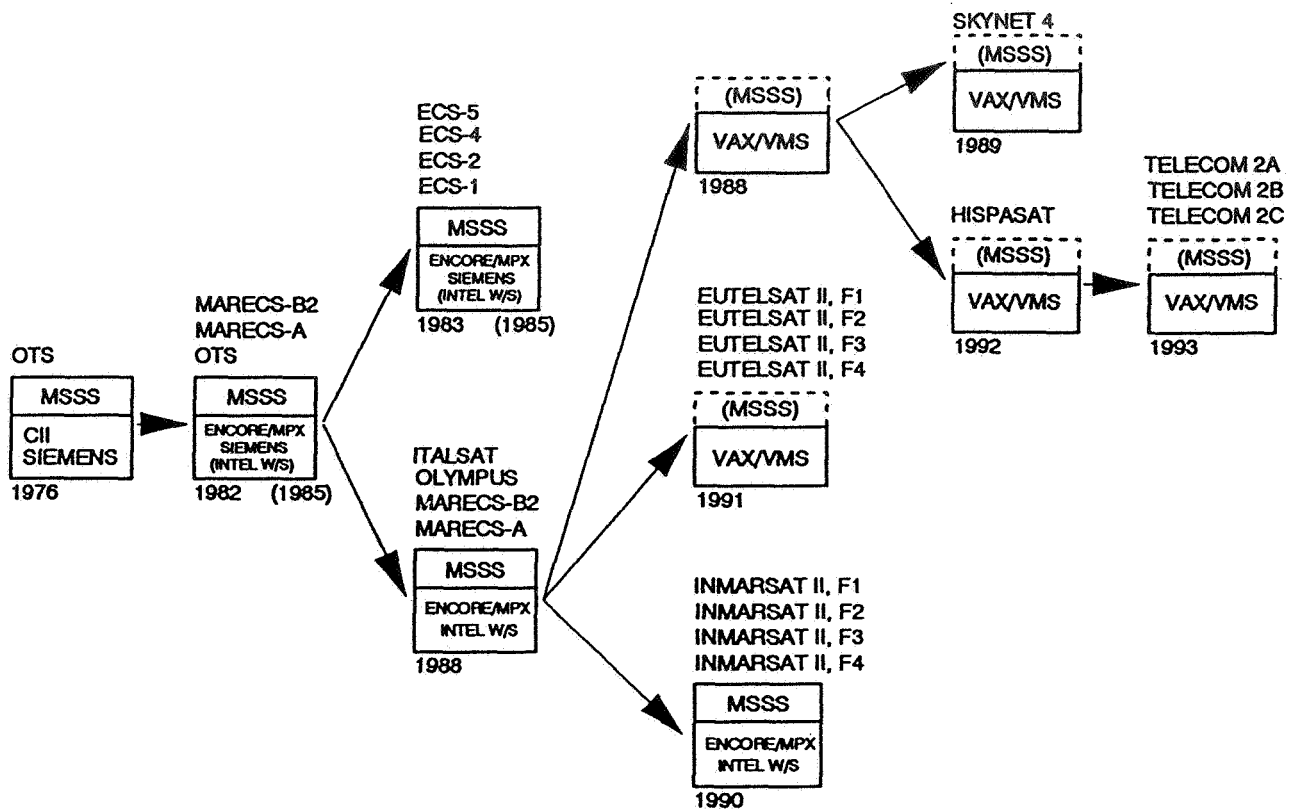 OTS
MSSS
CII
SIEMENS
1976
MARECS-B2
MARECS-A
OTS
MSSS
ENCORE/MPX
SIEMENS
(INTEL W/S)
1982 (1985)
ECS-5
ECS-4
ECS-2
ECS-1
MSSS
ENCORE/MPX
SIEMENS
(INTEL W/S)
1983 (1985)
ITALSAT
OLYMPUS
MARECS-B2
MARECS-A
MSSS
ENCORE/MPX
INTEL W/S
1988
(MSSS)
VAX/VMS
1988
EUTELSAT II, F1
EUTELSAT II, F2
EUTELSAT II, F3
EUTELSAT II, F4
(MSSS)
VAX/VMS
1991
INMARSAT II, F1
INMARSAT II, F2
INMARSAT II, F3
INMARSAT II, F4
MSSS
ENCORE/MPX
INTEL W/S
1990
SKYNET 4
(MSSS)
VAX/VMS
1989
HISPASAT
(MSSS)
VAX/VMS
1992
TELECOM 2A
TELECOM 2B
TELECOM 2C
(MSSS)
VAX/VMS
1993